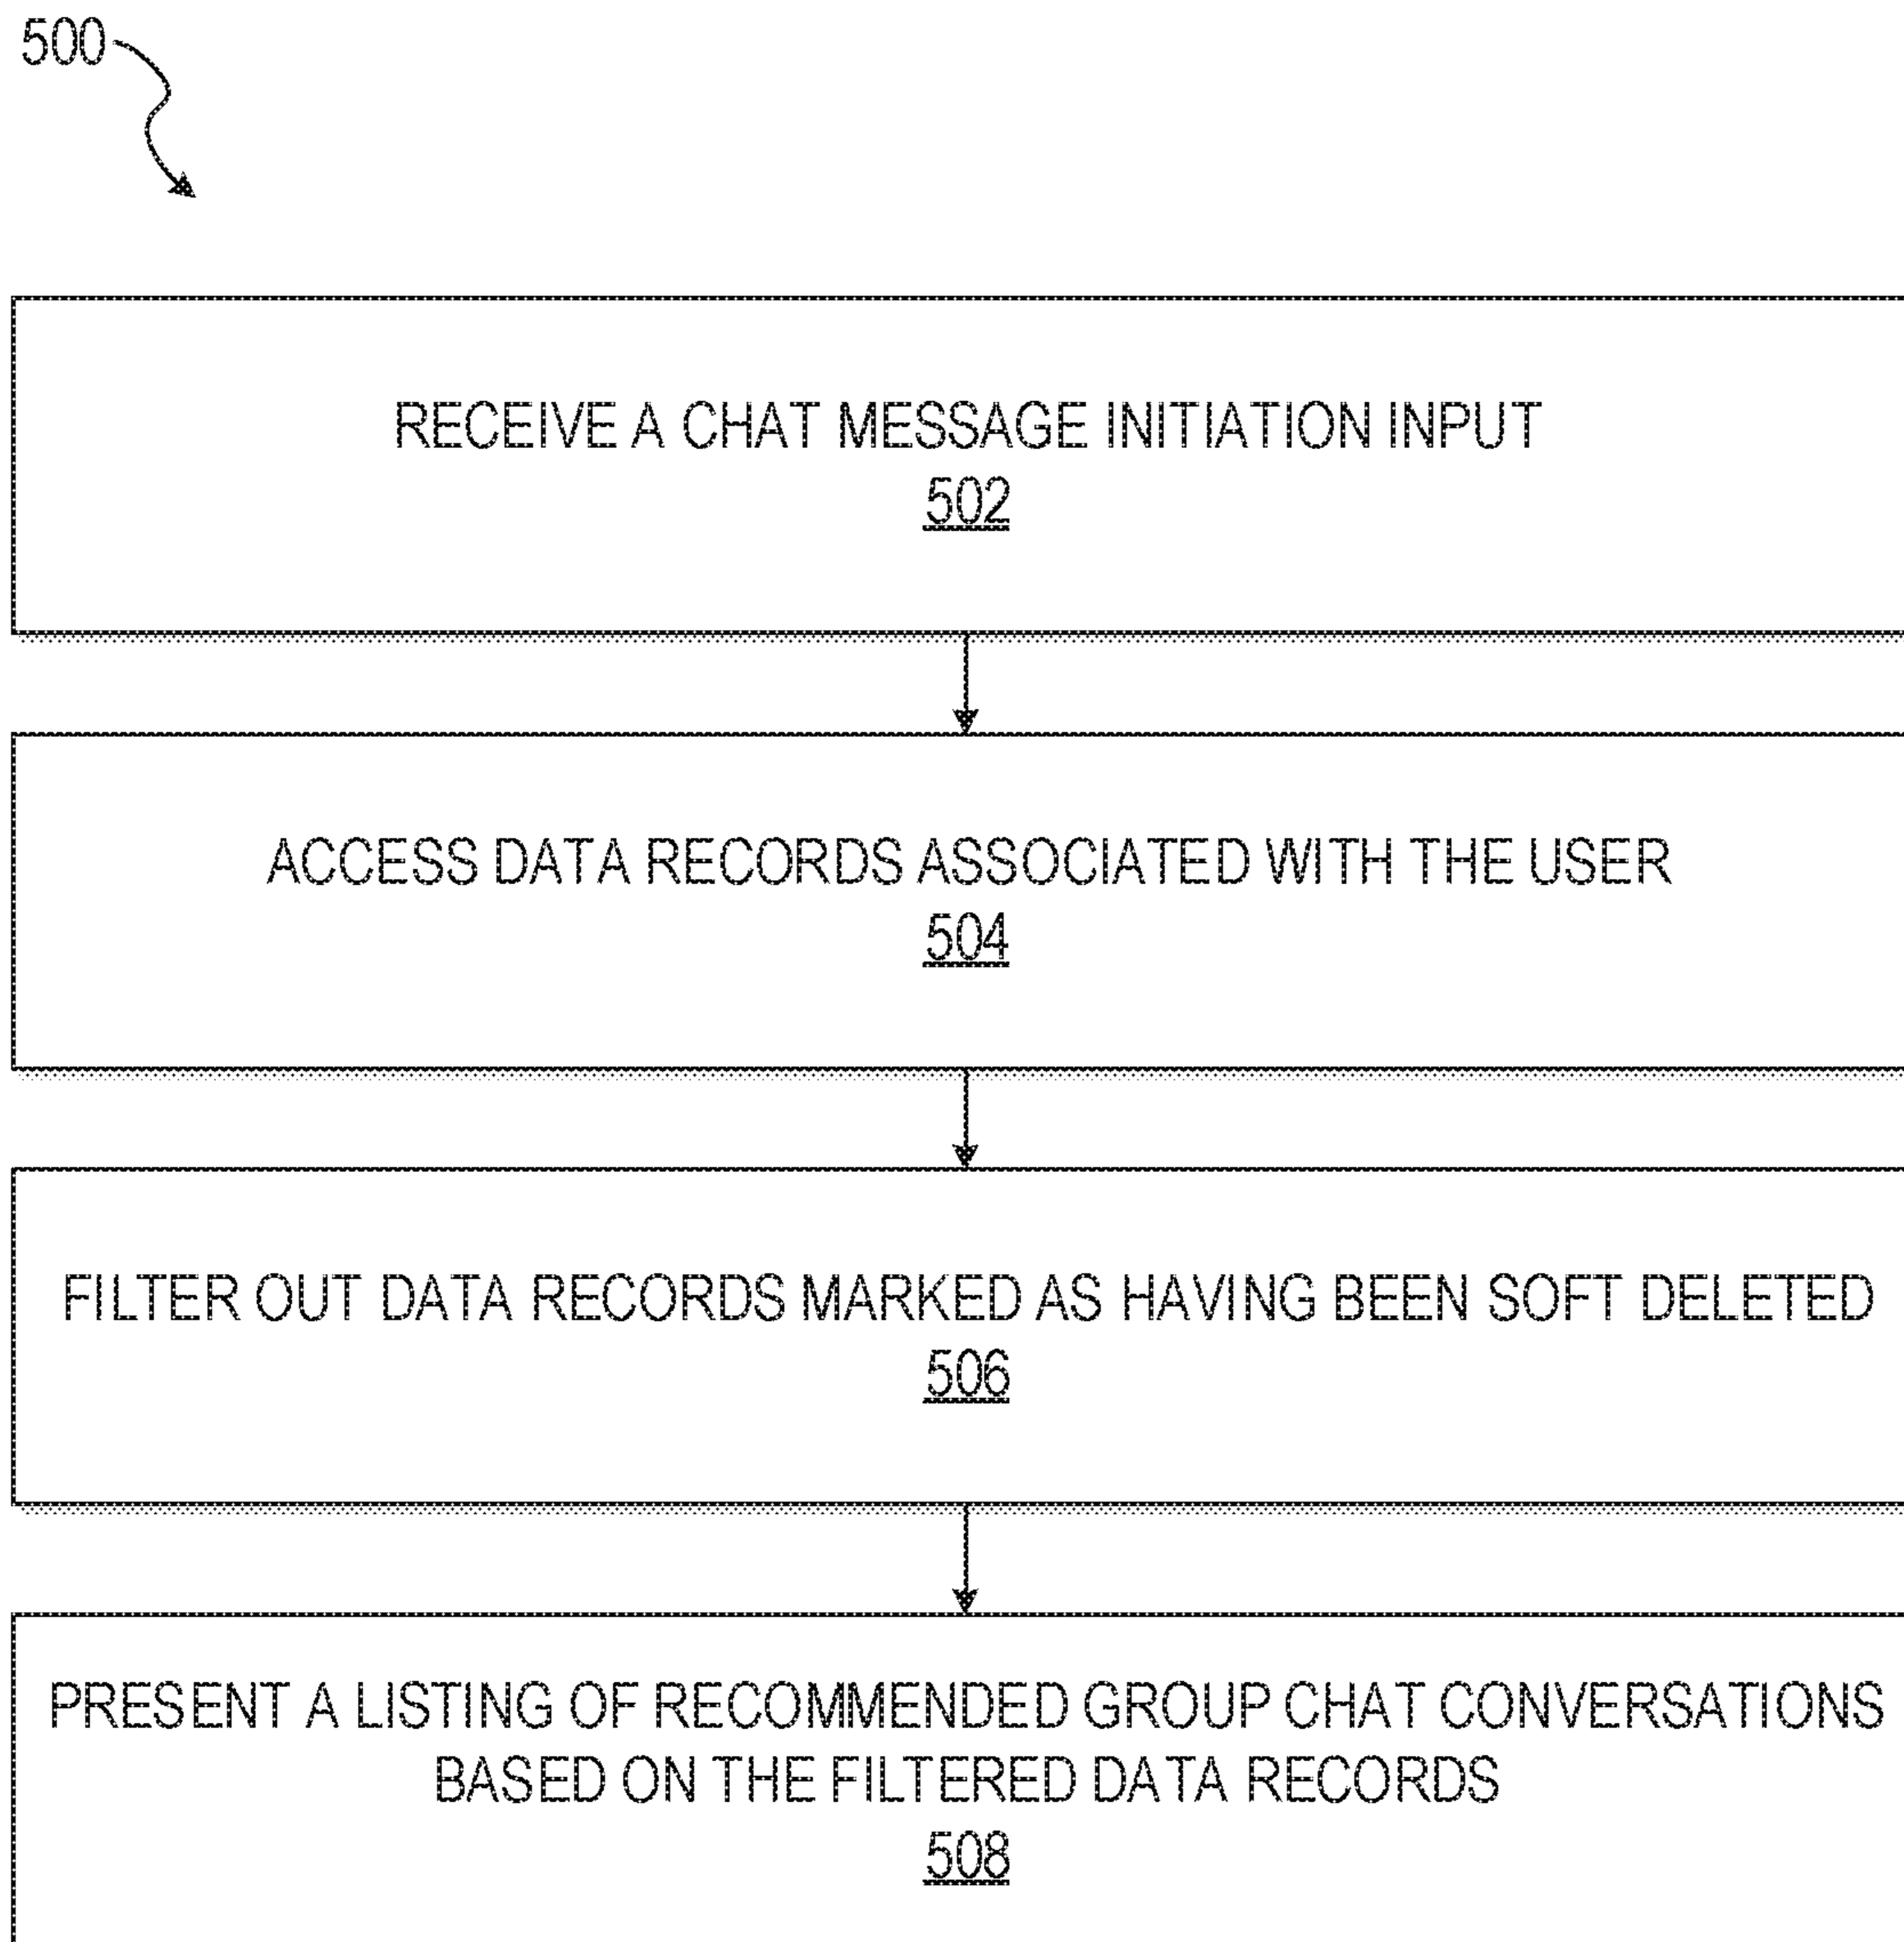 500
RECEIVE A CHAT MESSAGE INITIATION INPUT
502
ACCESS DATA RECORDS ASSOCIATED WITH THE USER
504
FILTER OUT DATA RECORDS MARKED AS HAVING BEEN SOFT DELETED
506
PRESENT A LISTING OF RECOMMENDED GROUP CHAT CONVERSATIONS
BASED ON THE FILTERED DATA RECORDS
508